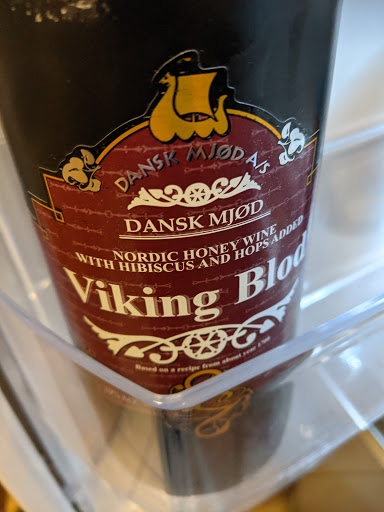 DANSK MJØD A/S
DANSK MJØD
NORDIC HONEY WINE
WITH HIBISCUS AND HOPS ADDED
Viking Blod
Based on a recipe from about year 1700